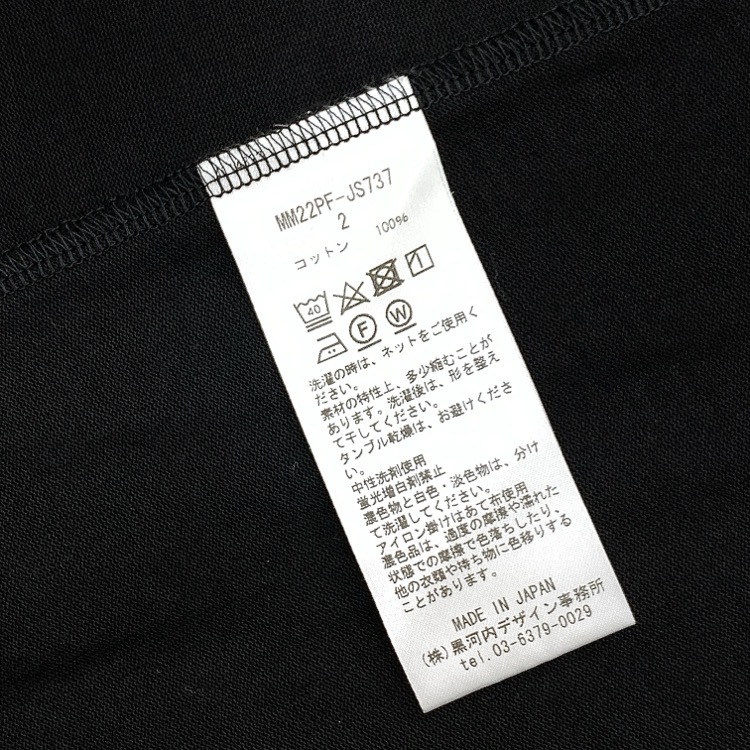 MM22PF-JS737
2
コットン 100%
40
F W
洗濯の時は、ネットをご使用く
ださい。
素材の特性上、多少縮むことが
あります。洗濯後は、形を整え
て干してください。
タンブル乾燥は、お避けくださ
い。
中性洗剤使用
蛍光増白剤禁止
濃色物と白色、淡色物は、分け
て洗濯してください。
アイロン掛けはあて布使用
濃色品は、過度の摩擦や濡れた
状態での摩擦で色落ちしたり、
他の衣類や持ち物に色移りする
ことがあります。
MADE IN JAPAN
(株)黒河内デザイン事務所
tel.03-6379-0029